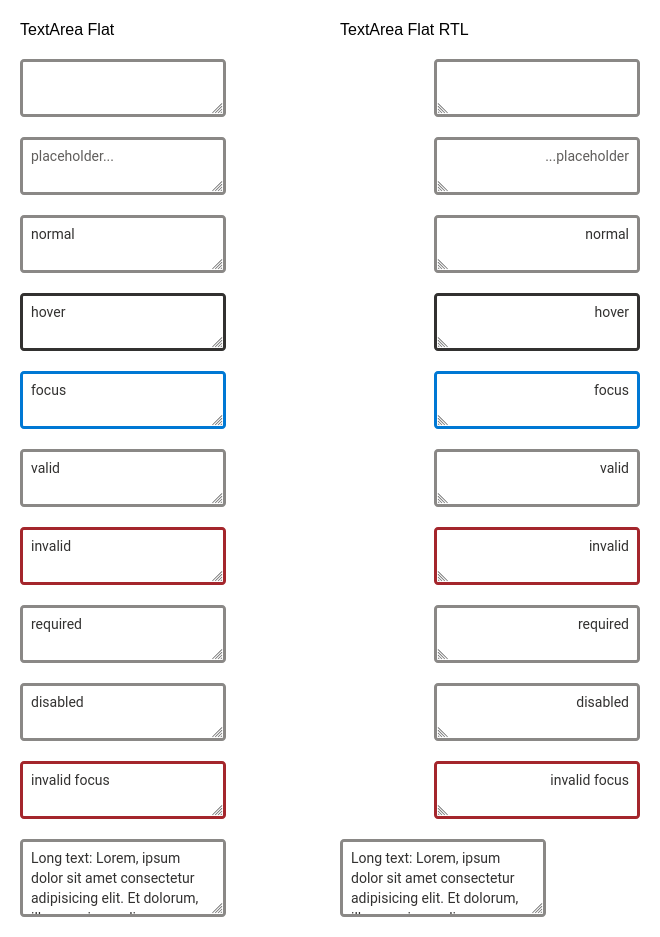 TextArea Flat
TextArea Flat RTL
placeholder...
...placeholder
normal
normal
hover
hover
focus
focus
valid
valid
invalid
invalid
required
required
disabled
disabled
invalid focus
invalid focus
Long text: Lorem, ipsum
dolor sit amet consectetur
adipisicing elit. Et dolorum,
Long text: Lorem, ipsum
dolor sit amet consectetur
adipisicing elit. Et dolorum,